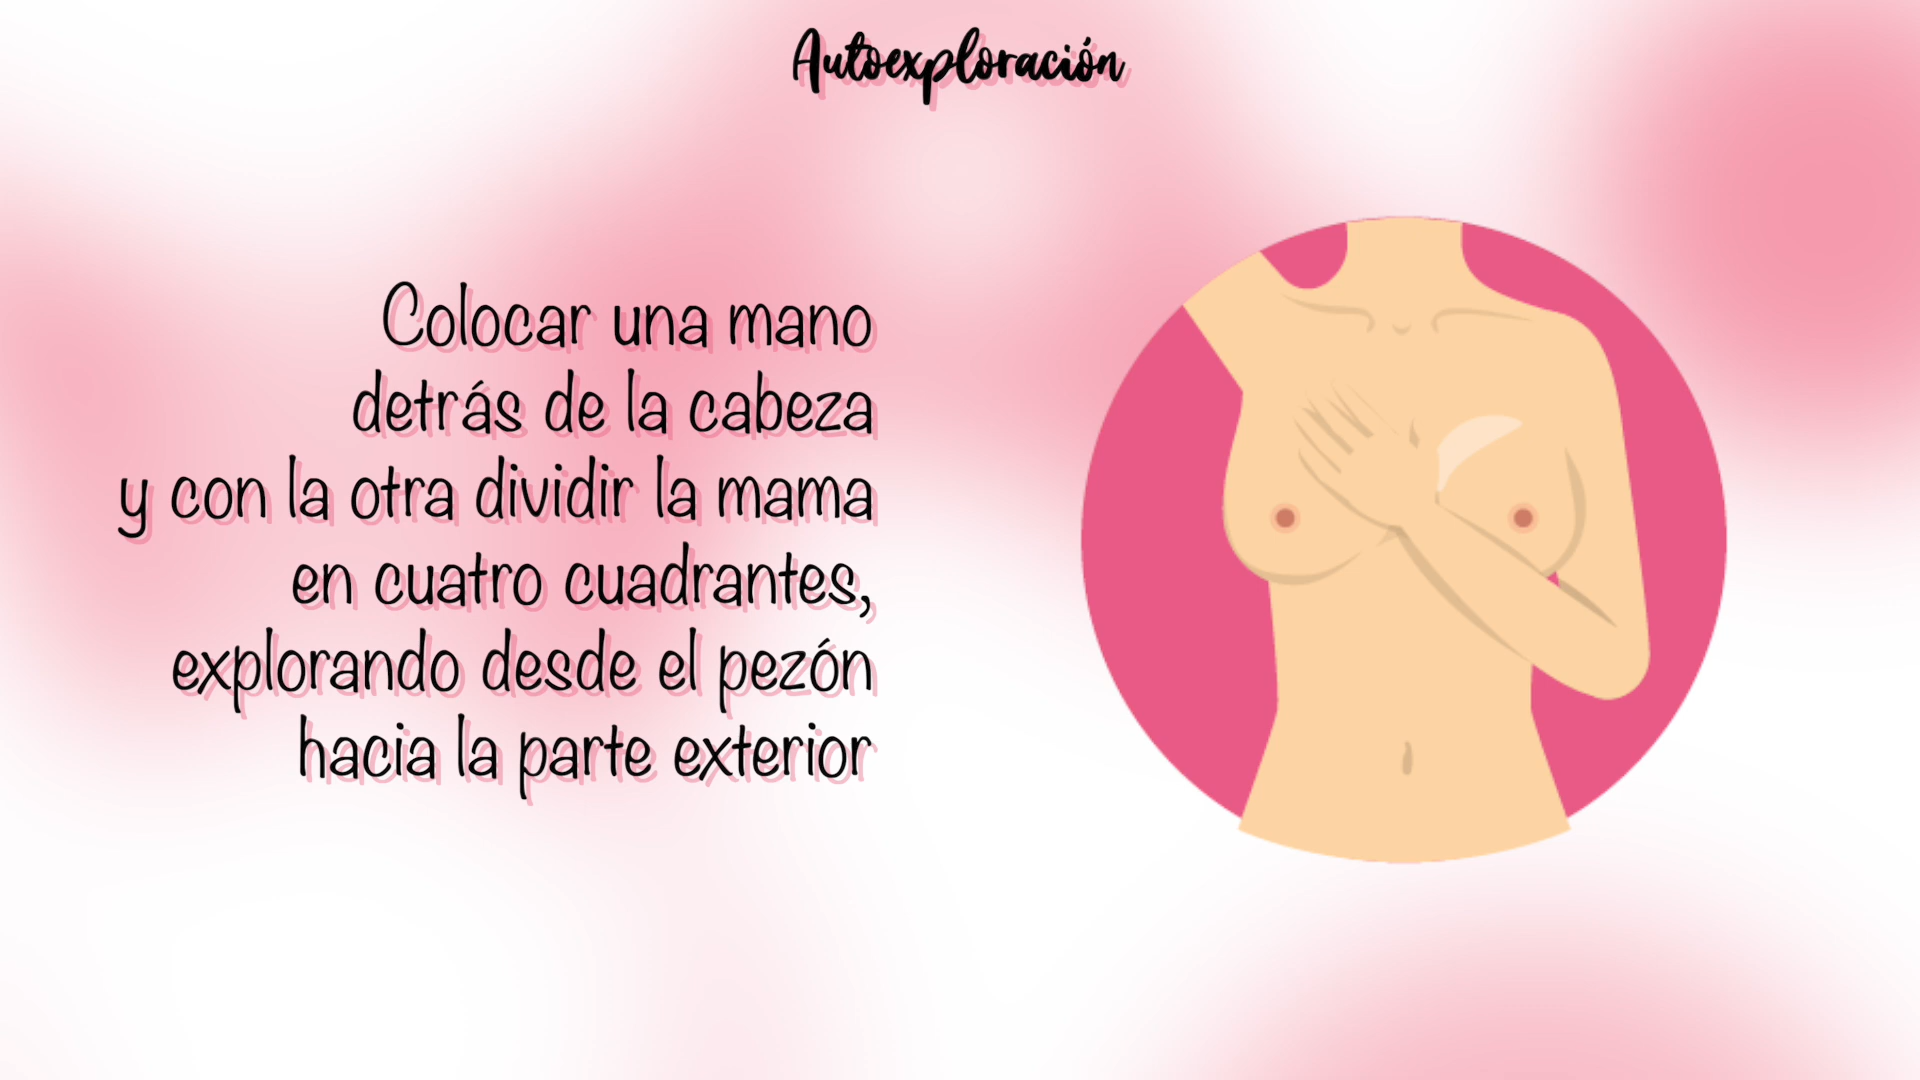 Autoexploración
Colocar una mano
detrás de la cabeza
y con la otra dividir la mama
en cuatro cuadrantes,
explorando desde el pezón
hacia la parte exterior